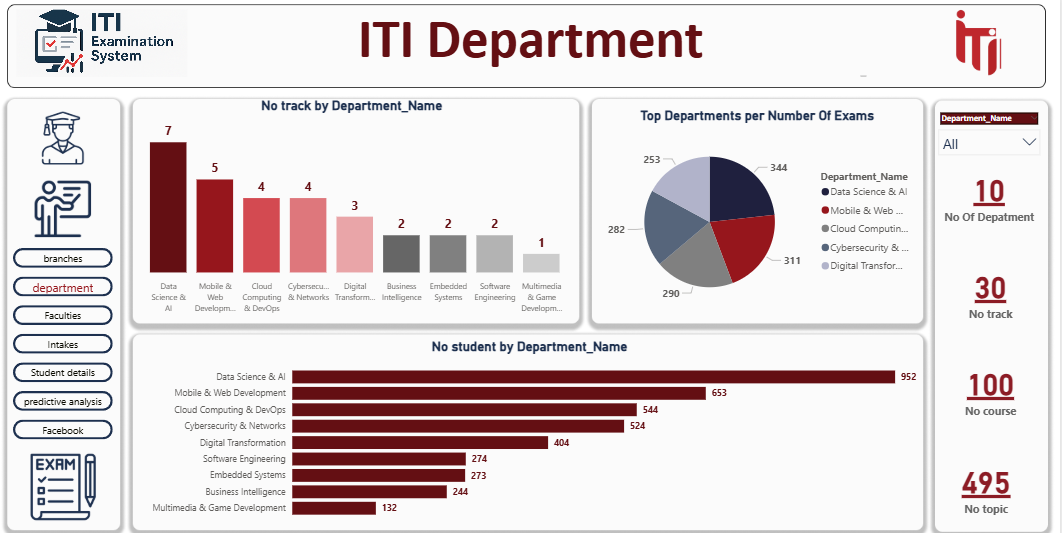 ITI
Examination
System
ITI Department
iTi
branches
department
Faculties
Intakes
Student details
predictive analysis
Facebook
EXAM
No track by Department_Name
7
5
4
4
3
2
2
2
1
Data
Science &
AI
Mobile &
Web
Developm...
Cloud
Computing
& DevOps
Cybersecu...
& Networks
Digital
Transform...
Business
Intelligence
Embedded
Systems
Software
Engineering
Multimedia
& Game
Developm...
Top Departments per Number Of Exams
344
311
290
282
253
Department_Name
Data Science & AI
Mobile & Web ...
Cloud Computin...
Cybersecurity & ...
Digital Transfor...
No student by Department_Name
Data Science & AI 952
Mobile & Web Development 653
Cloud Computing & DevOps 544
Cybersecurity & Networks 524
Digital Transformation 404
Software Engineering 274
Embedded Systems 273
Business Intelligence 244
Multimedia & Game Development 132
Department_Name
All
10
No Of Depatment
30
No track
100
No course
495
No topic